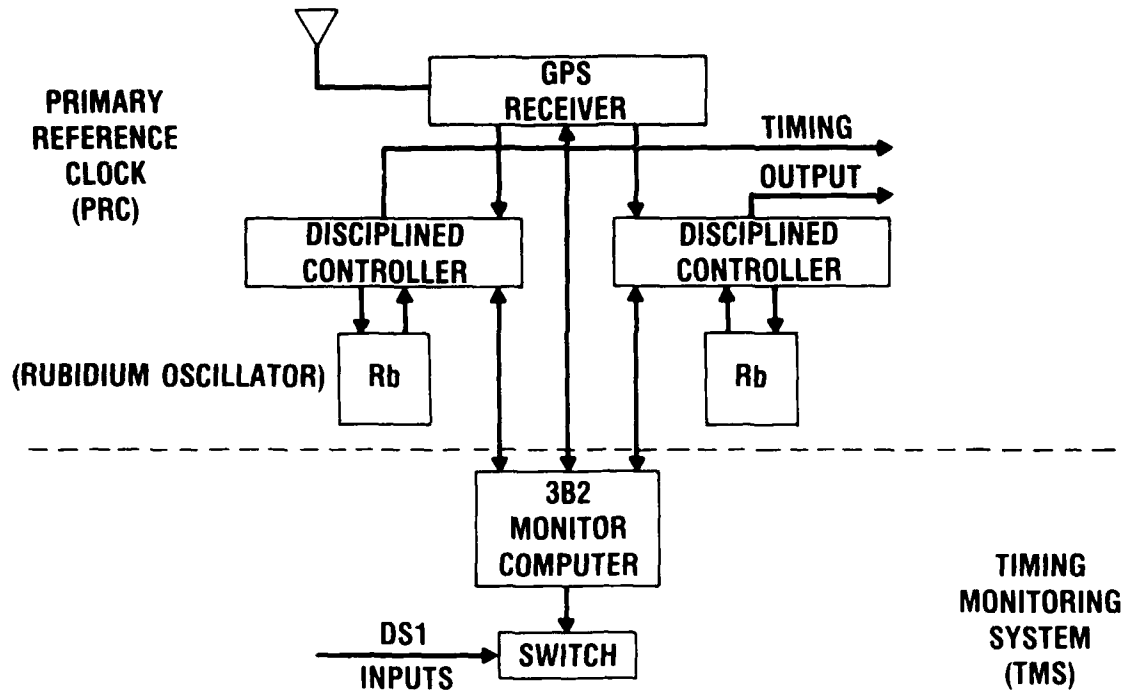 GPS
RECEIVER
PRIMARY
REFERENCE
CLOCK
(PRC)
TIMING
OUTPUT
DISCIPLINED
CONTROLLER
DISCIPLINED
CONTROLLER
(RUBIDIUM OSCILLATOR)
Rb
Rb
3B2
MONITOR
COMPUTER
TIMING
MONITORING
SYSTEM
(TMS)
DS1
INPUTS
SWITCH